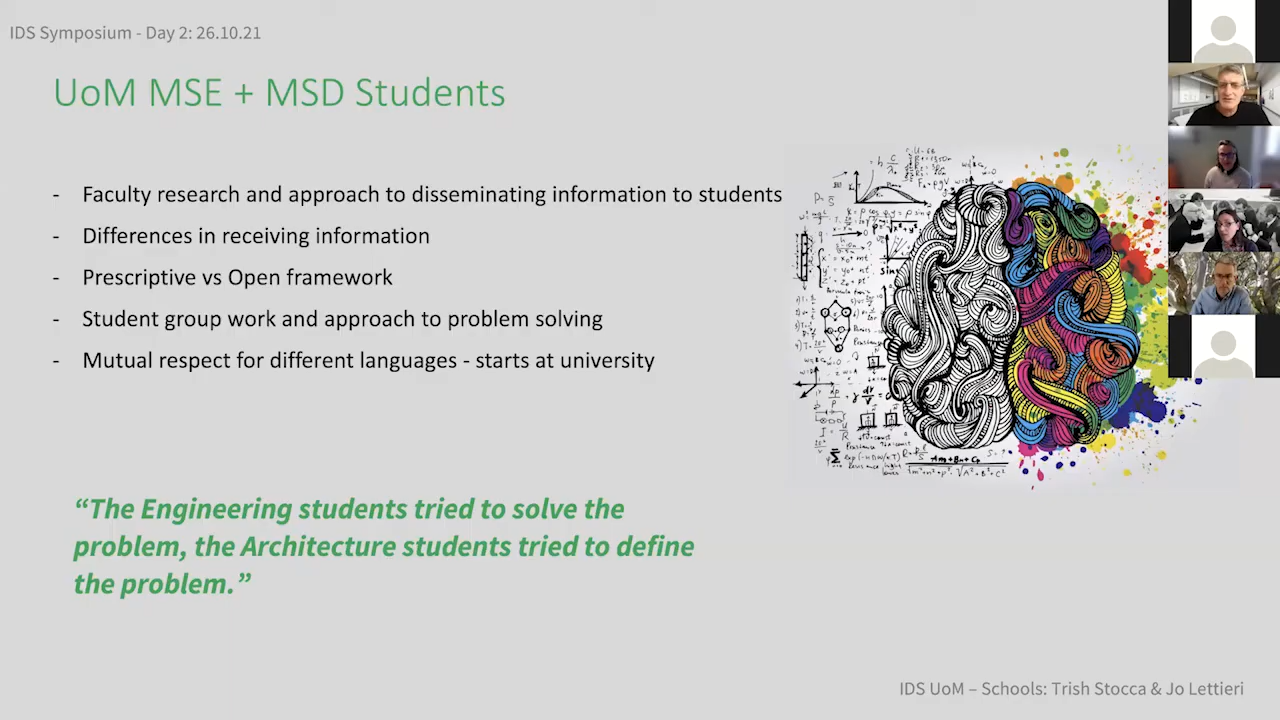 IDS Symposium - Day 2: 26.10.21
UoM MSE + MSD Students
- Faculty research and approach to disseminating information to students
- Differences in receiving information
- Prescriptive vs Open framework
- Student group work and approach to problem solving
- Mutual respect for different languages - starts at university
“The Engineering students tried to solve the
problem, the Architecture students tried to define
the problem.”
IDS UoM – Schools: Trish Stocca & Jo Lettieri